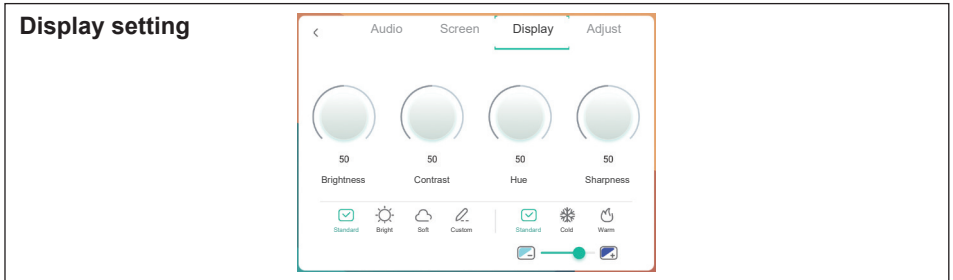 Display setting
Audio Screen Display Adjust
50 50 50 50
Brightness Contrast Hue Sharpness
Standard Bright Soft Custom Standard Cold Warm